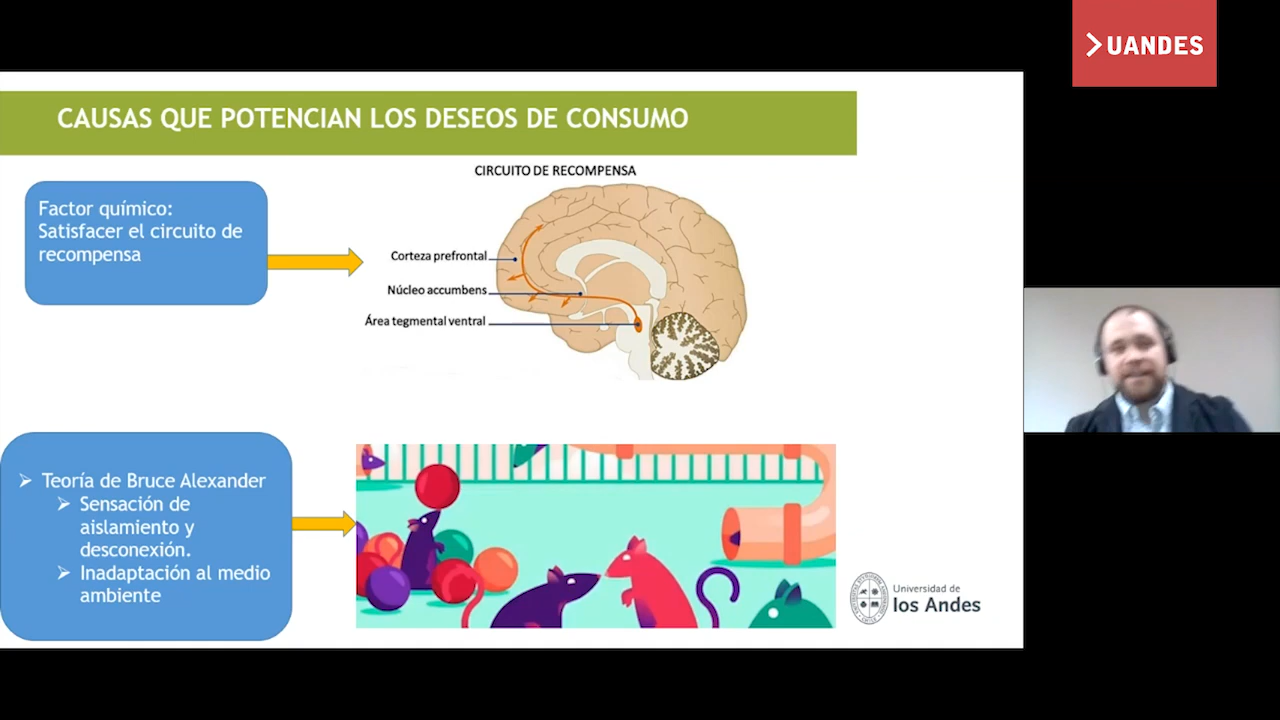 UANDES
CAUSAS QUE POTENCIAN LOS DESEOS DE CONSUMO
Factor químico:
Satisfacer el circuito de
recompensa
CIRCUITO DE RECOMPENSA
Corteza prefrontal
Núcleo accumbens
Área tegmental ventral
Teoría de Bruce Alexander
Sensación de
aislamiento y
desconexión.
Inadaptación al medio
ambiente
Universidad de
los Andes